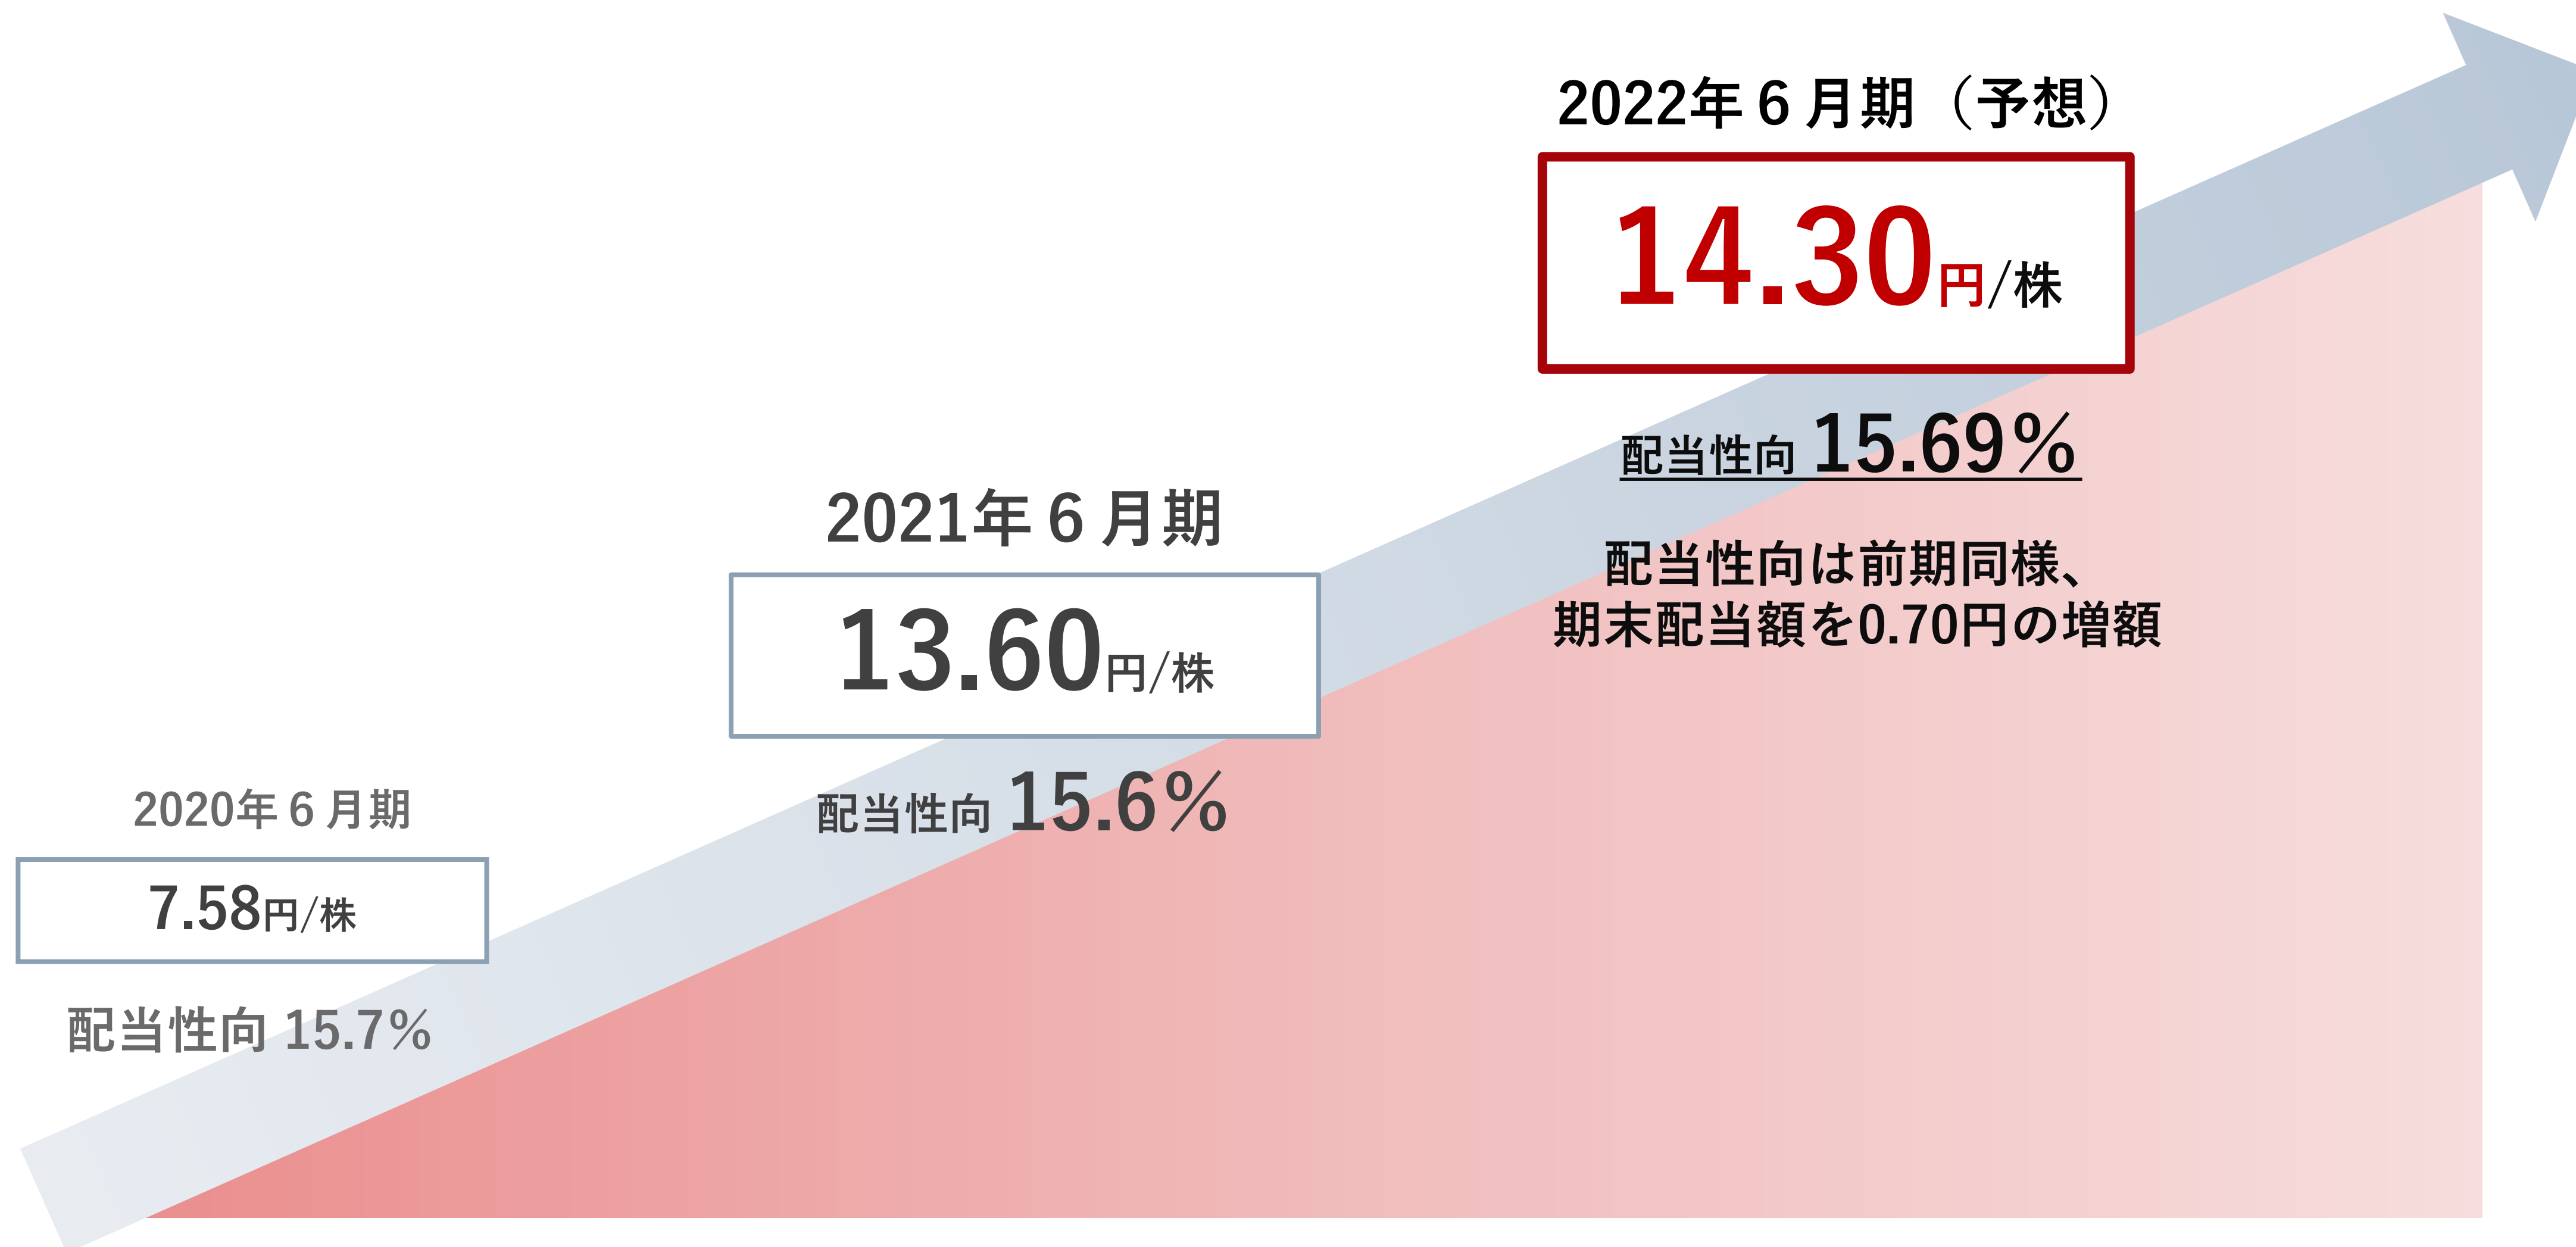 2022年６月期（予想）
14.30円/株
配当性向 15.69%
配当性向は前期同様、
期末配当額を0.70円の増額
2021年６月期
13.60円/株
配当性向 15.6%
2020年６月期
7.58円/株
配当性向 15.7%